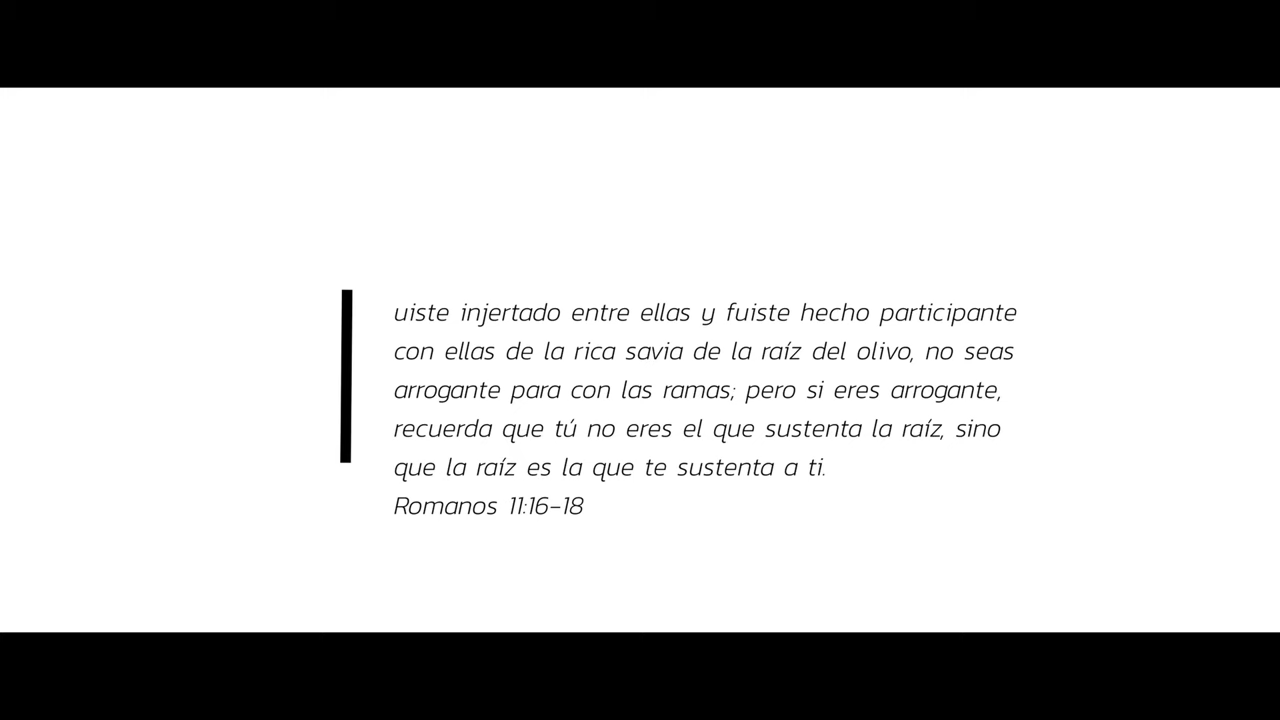 uiste injertado entre ellas y fuiste hecho participante
con ellas de la rica savia de la raíz del olivo, no seas
arrogante para con las ramas; pero si eres arrogante,
recuerda que tú no eres el que sustenta la raíz, sino
que la raíz es la que te sustenta a ti.
Romanos 11:16-18